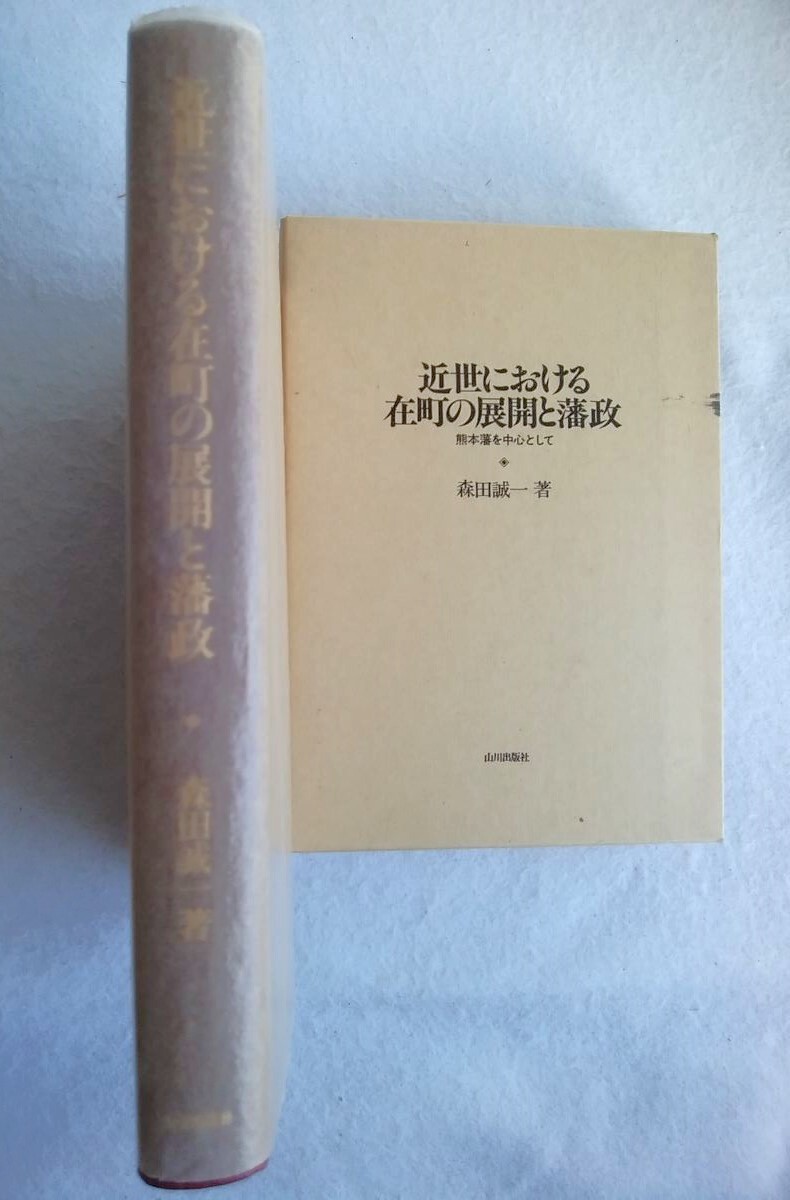 近世における在町の展開と藩政
森田誠一著
近世における
在町の展開と藩政
熊本藩を中心として
森田誠一 著
山川出版社